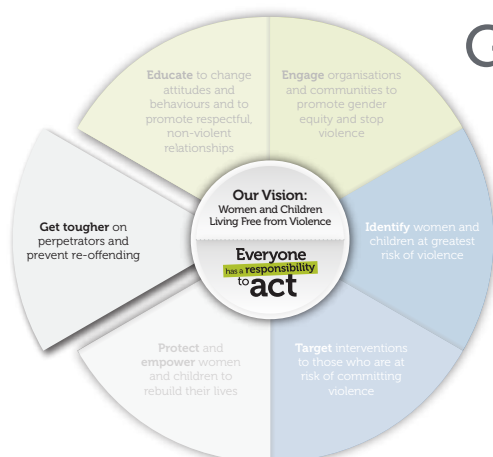 Educate to change
attitudes and
behaviours and to
promote respectful,
non-violent
relationships
Engage organisations
and communities to
promote gender
equity and stop
violence
Get tougher on
perpetrators and
prevent re-offending
Our Vision:
Women and Children
Living Free from Violence
Everyone
has a responsibility
to act
Identify women and
children at greatest
risk of violence
Protect and
empower women
and children to
rebuild their lives
Target interventions
to those who are at
risk of committing
violence